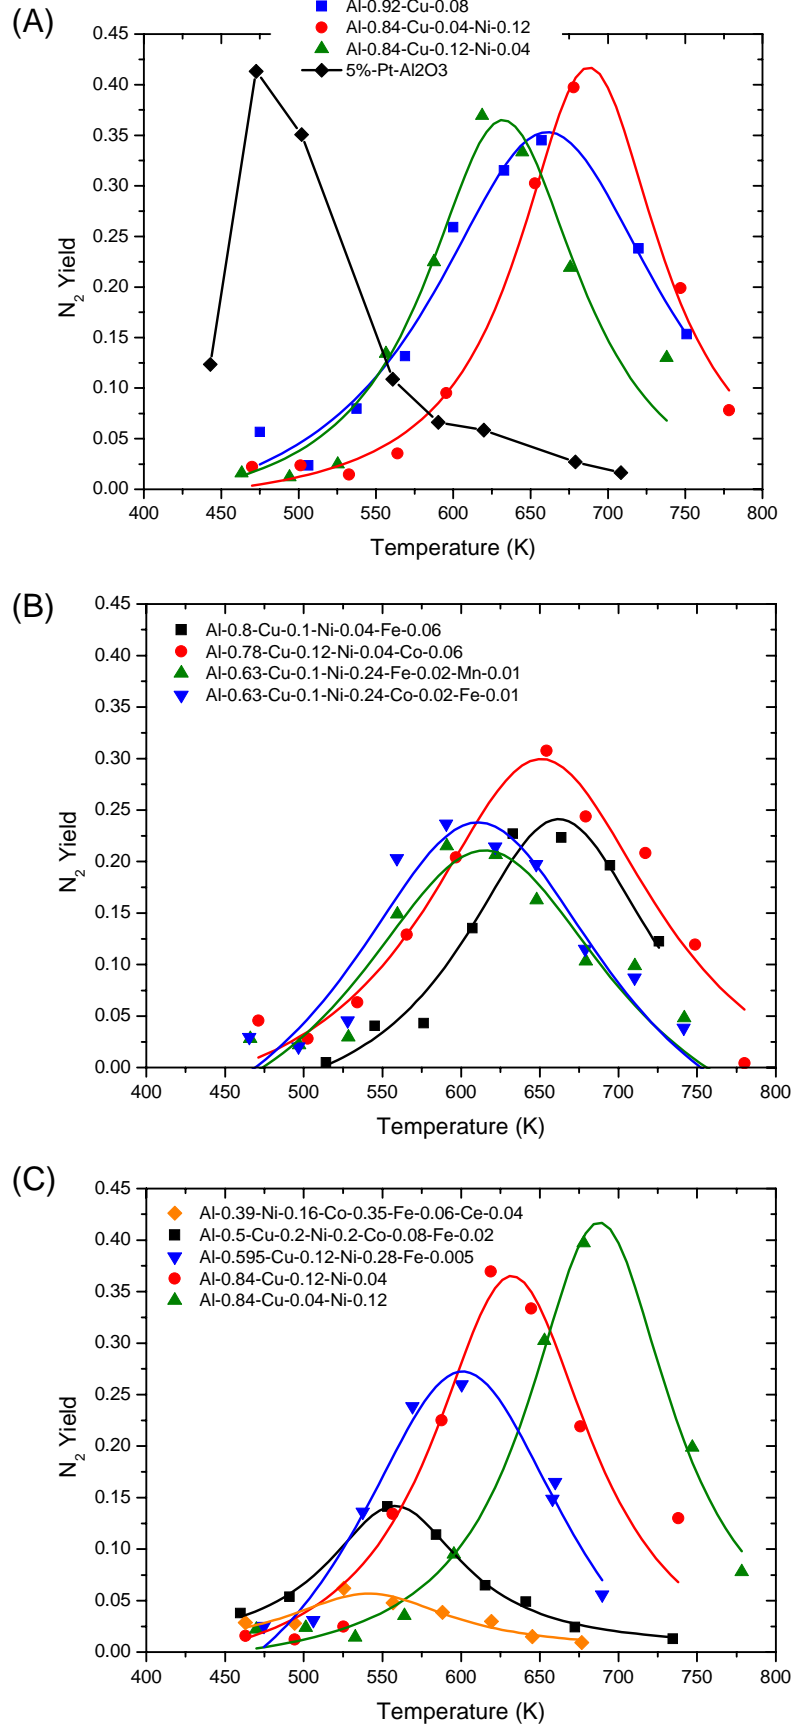 (A)
Al-0.92-Cu-0.08
Al-0.84-Cu-0.04-Ni-0.12
Al-0.84-Cu-0.12-Ni-0.04
5%-Pt-Al2O3
0.45
0.40
0.35
0.30
0.25
0.20
0.15
0.10
0.05
0.00
N2 Yield
400 450 500 550 600 650 700 750 800
Temperature (K)
(B)
Al-0.8-Cu-0.1-Ni-0.04-Fe-0.06
Al-0.78-Cu-0.12-Ni-0.04-Co-0.06
Al-0.63-Cu-0.1-Ni-0.24-Fe-0.02-Mn-0.01
Al-0.63-Cu-0.1-Ni-0.24-Co-0.02-Fe-0.01
0.45
0.40
0.35
0.30
0.25
0.20
0.15
0.10
0.05
0.00
N2 Yield
400 450 500 550 600 650 700 750 800
Temperature (K)
(C)
Al-0.39-Ni-0.16-Co-0.35-Fe-0.06-Ce-0.04
Al-0.5-Cu-0.2-Ni-0.2-Co-0.08-Fe-0.02
Al-0.595-Cu-0.12-Ni-0.28-Fe-0.005
Al-0.84-Cu-0.12-Ni-0.04
Al-0.84-Cu-0.04-Ni-0.12
0.45
0.40
0.35
0.30
0.25
0.20
0.15
0.10
0.05
0.00
N2 Yield
400 450 500 550 600 650 700 750 800
Temperature (K)